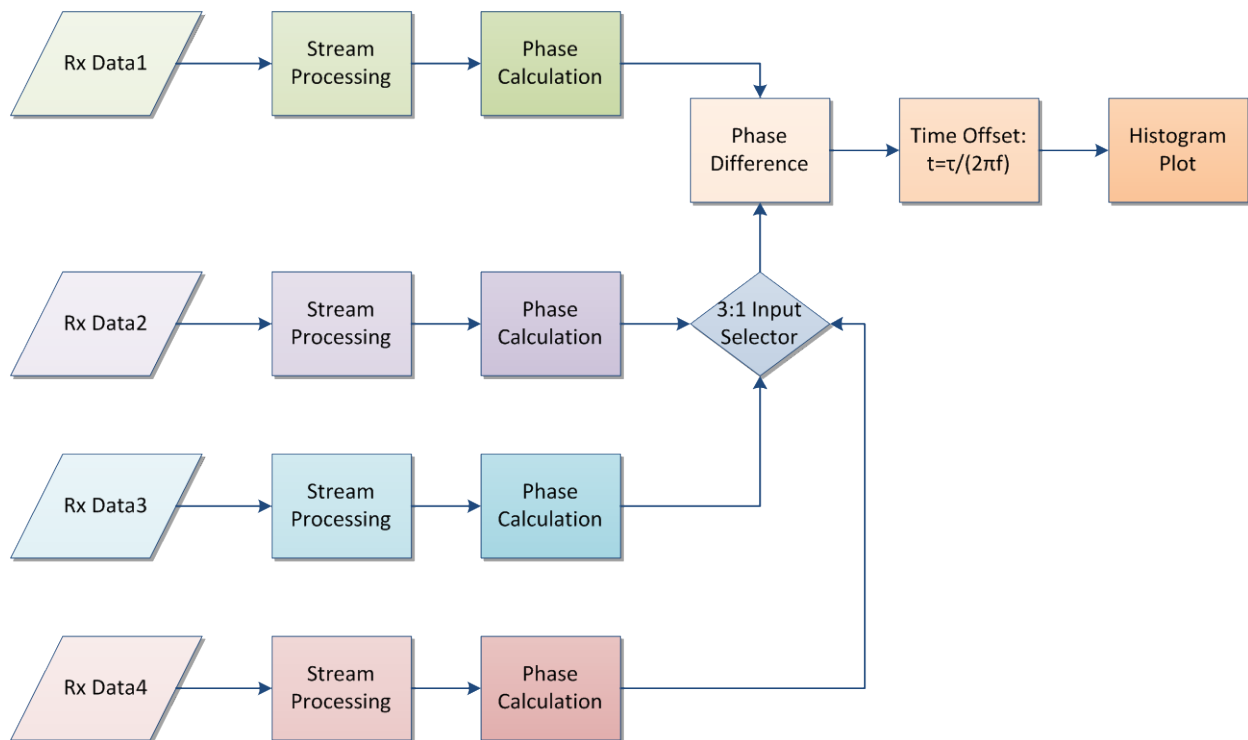 Rx Data1
Stream
Processing
Phase
Calculation
Phase
Difference
Time Offset:
t=τ/(2πf)
Histogram
Plot
Rx Data2
Stream
Processing
Phase
Calculation
3:1 Input
Selector
Rx Data3
Stream
Processing
Phase
Calculation
Rx Data4
Stream
Processing
Phase
Calculation